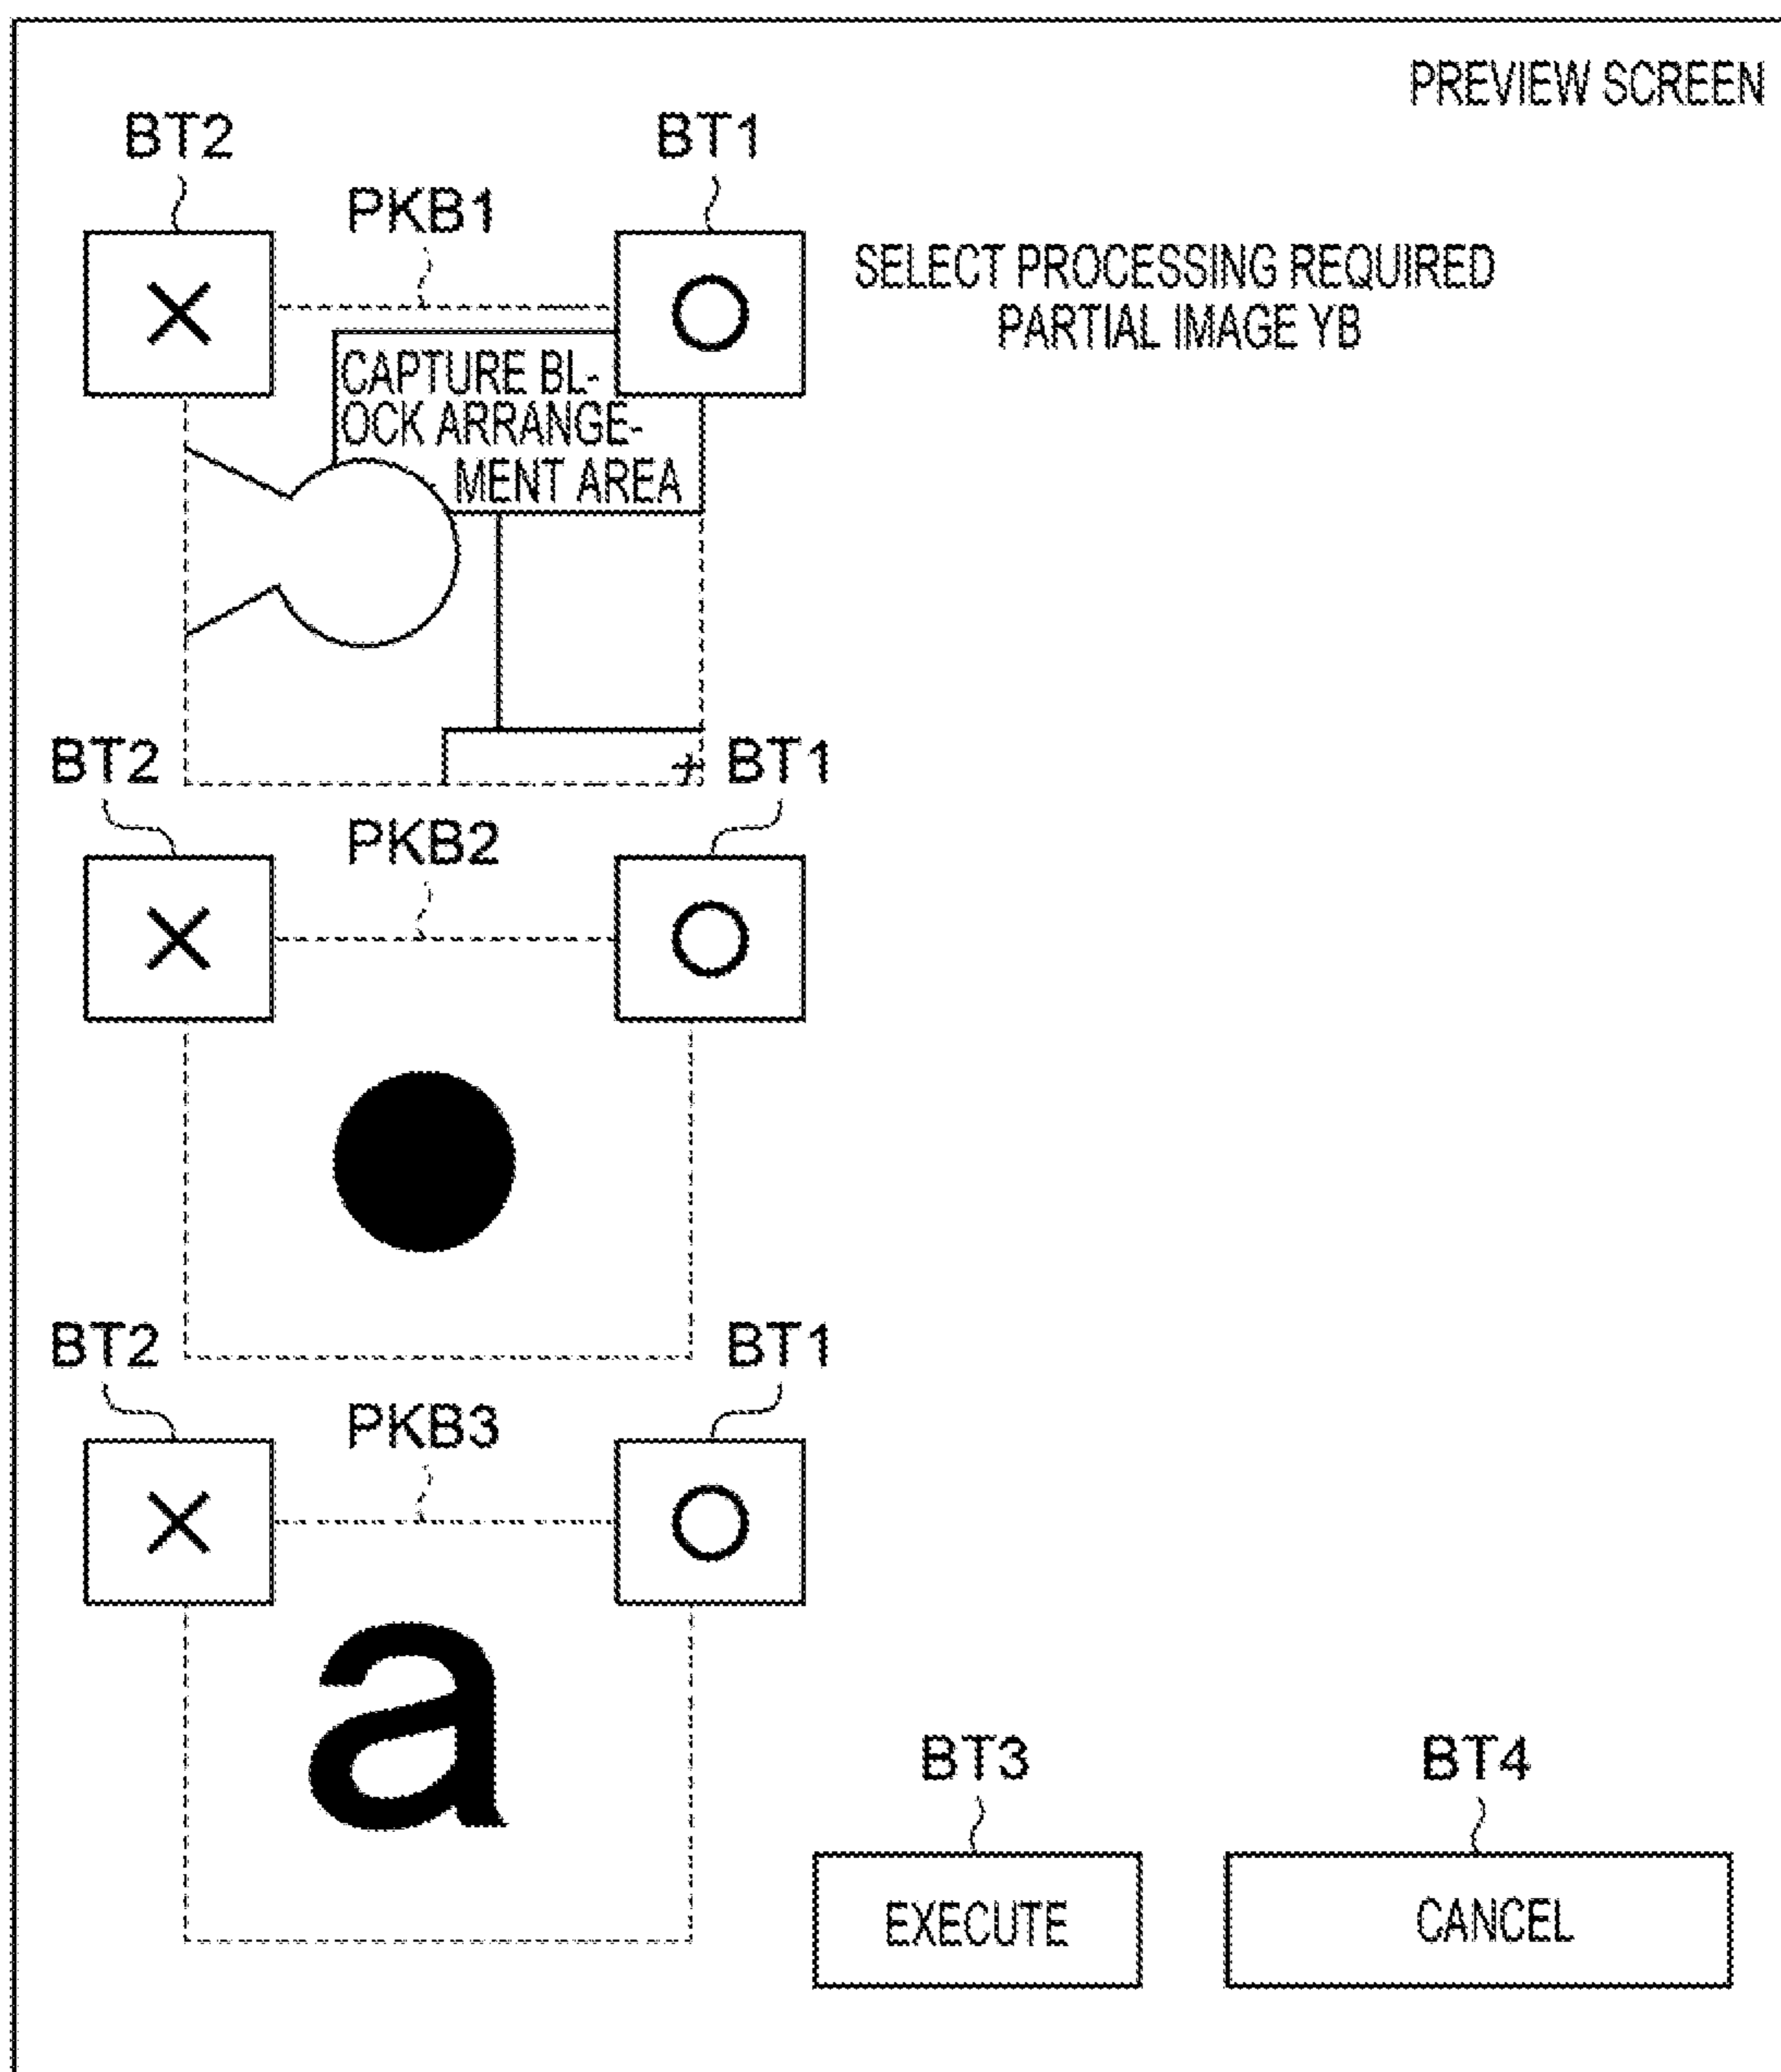 PREVIEW SCREEN
BT2
BT1
PKB1
SELECT PROCESSING REQUIRED
PARTIAL IMAGE YB
CAPTURE BL-
OCK ARRANGE-
MENT AREA
BT2
BT1
PKB2
BT2
BT1
PKB3
a
BT3
BT4
EXECUTE
CANCEL